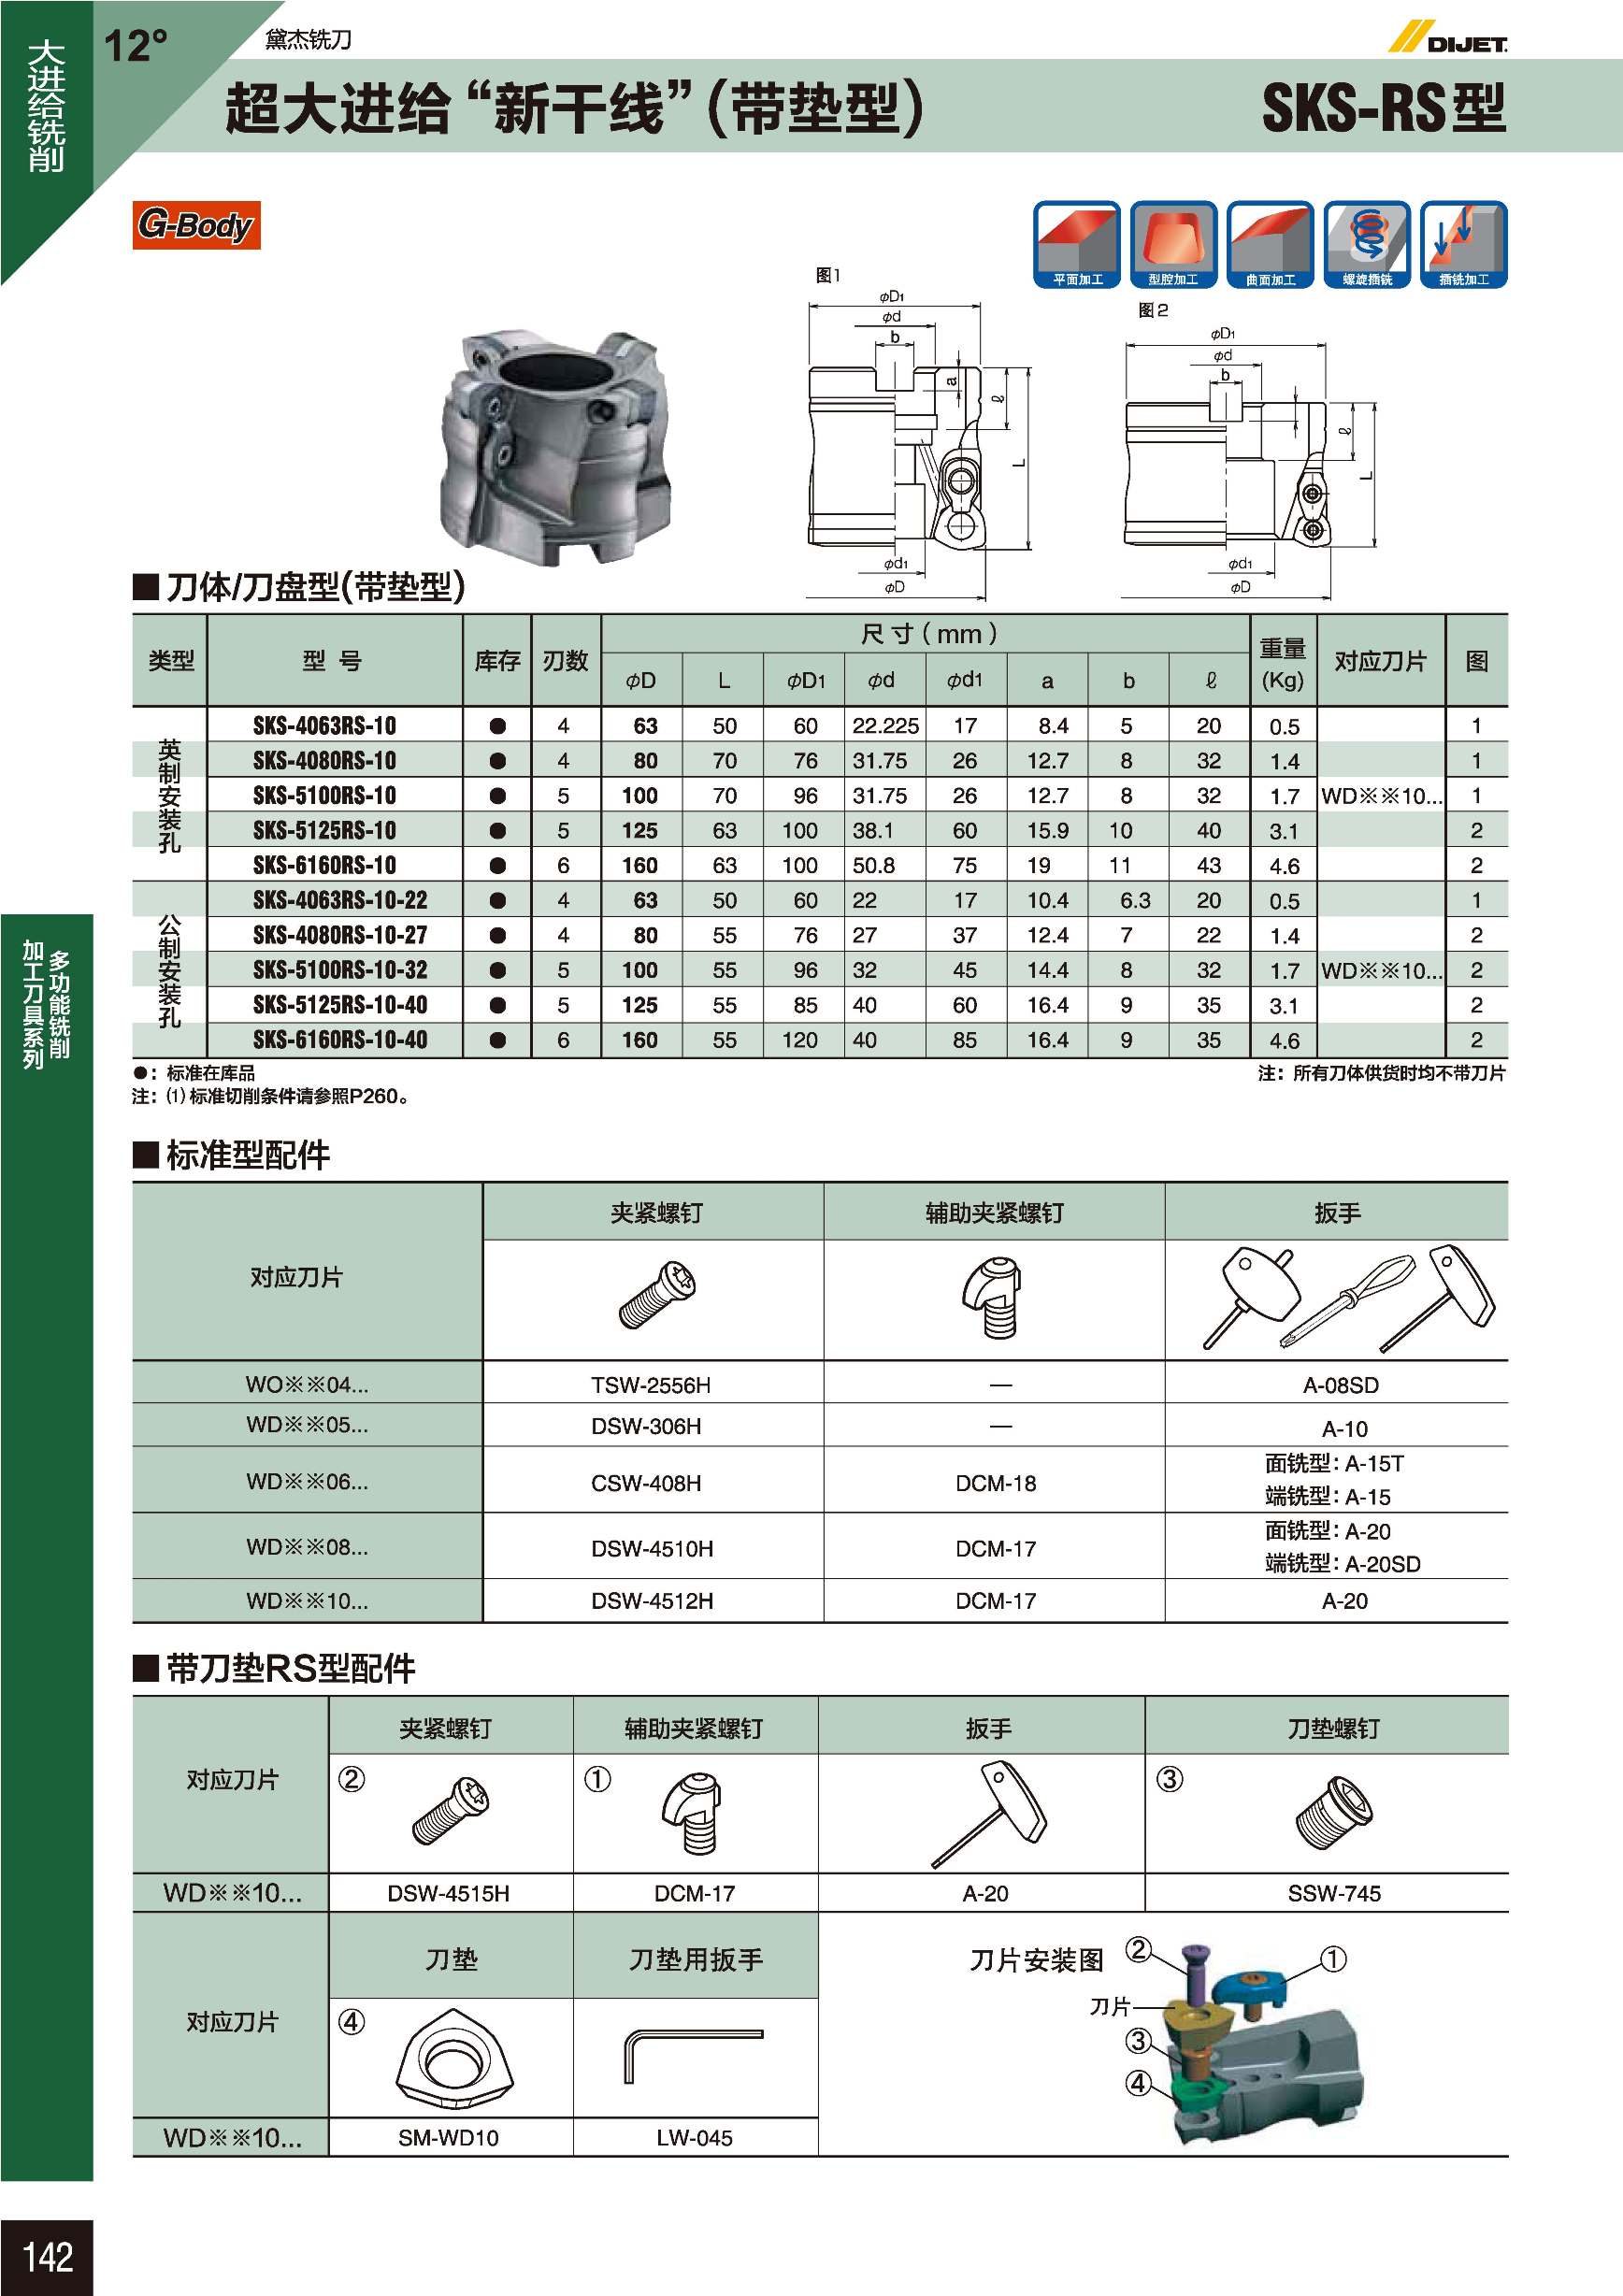 大进给铣削
12°
黛杰铣刀
DIJET
超大进给“新干线”(带垫型)
SKS-RS型
G-Body
平面加工 型腔加工 曲面加工 螺旋插铣 插铣加工
图1
φD1
φd
b
a
ℓ
L
φd1
φD
图2
φD1
φd
b
ℓ
L
φd1
φD
■ 刀体/刀盘型(带垫型)
类型 型 号 库存 刃数 尺 寸 ( mm ) 重量 (Kg) 对应刀片 图
φD L φD1 φd φd1 a b ℓ
英制安装孔
SKS-4063RS-10 ● 4 63 50 60 22.225 17 8.4 5 20 0.5 1
SKS-4080RS-10 ● 4 80 70 76 31.75 26 12.7 8 32 1.4 1
SKS-5100RS-10 ● 5 100 70 96 31.75 26 12.7 8 32 1.7 WD※※10... 1
SKS-5125RS-10 ● 5 125 63 100 38.1 60 15.9 10 40 3.1 2
SKS-6160RS-10 ● 6 160 63 100 50.8 75 19 11 43 4.6 2
公制安装孔
SKS-4063RS-10-22 ● 4 63 50 60 22 17 10.4 6.3 20 0.5 1
SKS-4080RS-10-27 ● 4 80 55 76 27 37 12.4 7 22 1.4 2
SKS-5100RS-10-32 ● 5 100 55 96 32 45 14.4 8 32 1.7 WD※※10... 2
SKS-5125RS-10-40 ● 5 125 55 85 40 60 16.4 9 35 3.1 2
SKS-6160RS-10-40 ● 6 160 55 120 40 85 16.4 9 35 4.6 2
●：标准在库品
注：所有刀体供货时均不带刀片
注：(1) 标准切削条件请参照P260。
多功能铣削
加工刀具系列
■ 标准型配件
对应刀片 夹紧螺钉 辅助夹紧螺钉 扳手
WO※※04... TSW-2556H — A-08SD
WD※※05... DSW-306H — A-10
WD※※06... CSW-408H DCM-18 面铣型：A-15T
端铣型：A-15
WD※※08... DSW-4510H DCM-17 面铣型：A-20
端铣型：A-20SD
WD※※10... DSW-4512H DCM-17 A-20
■ 带刀垫RS型配件
对应刀片 夹紧螺钉 辅助夹紧螺钉 扳手 刀垫螺钉
② ① ③
WD※※10... DSW-4515H DCM-17 A-20 SSW-745
对应刀片 刀垫 刀垫用扳手
④
WD※※10... SM-WD10 LW-045
刀片安装图
② ①
刀片
③
④
142